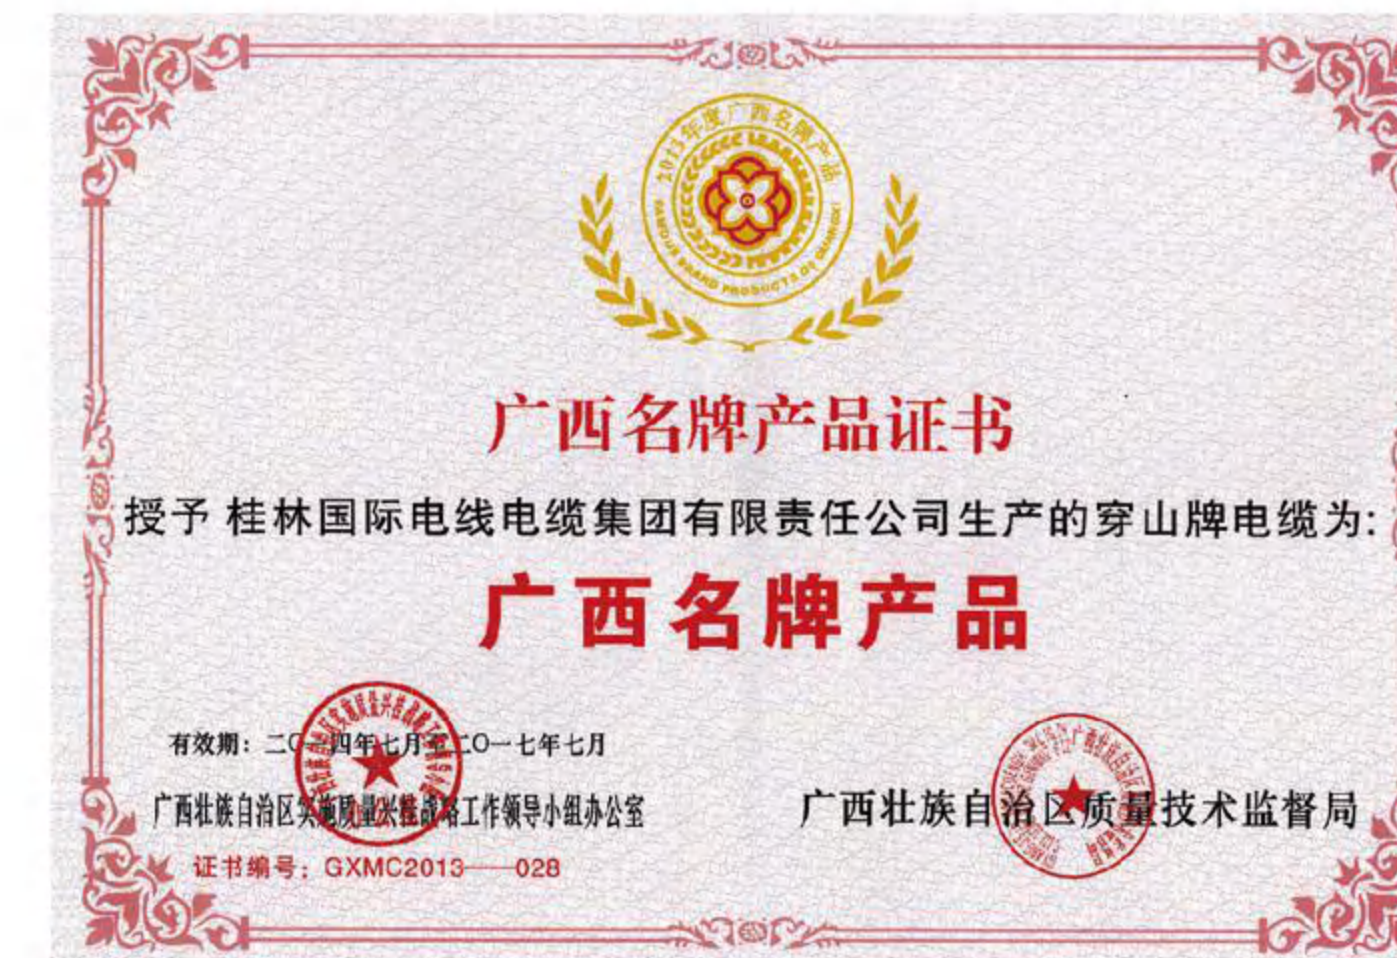 2013年度广西名牌产品
FAMOUS BRAND PRODUCTS OF GUANGXI
广西名牌产品证书
授予 桂林国际电线电缆集团有限责任公司生产的穿山牌电缆为:
广西名牌产品
有效期：二〇一四年七月至二〇一七年七月
广西壮族自治区实施质量兴桂战略工作领导小组办公室
广西壮族自治区质量技术监督局
证书编号：GXMC2013——028